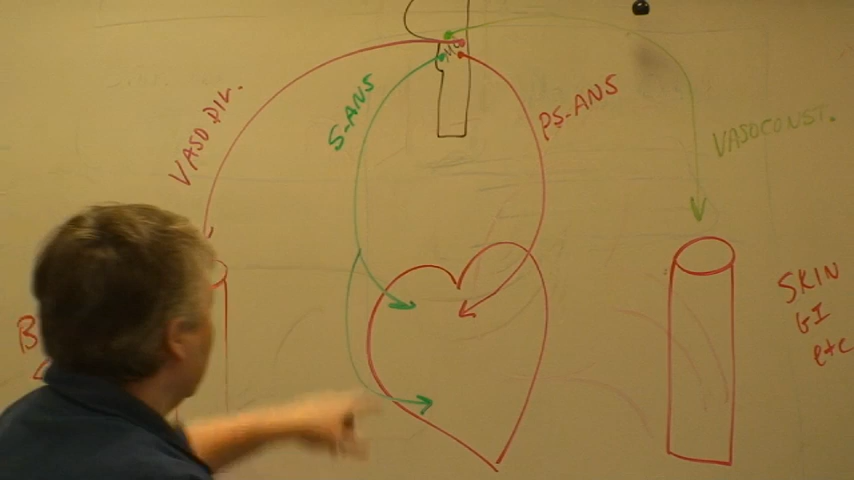 VASO.DIL.
S-ANS
PS-ANS
VASOCONST.
B
SKIN
GI
etc